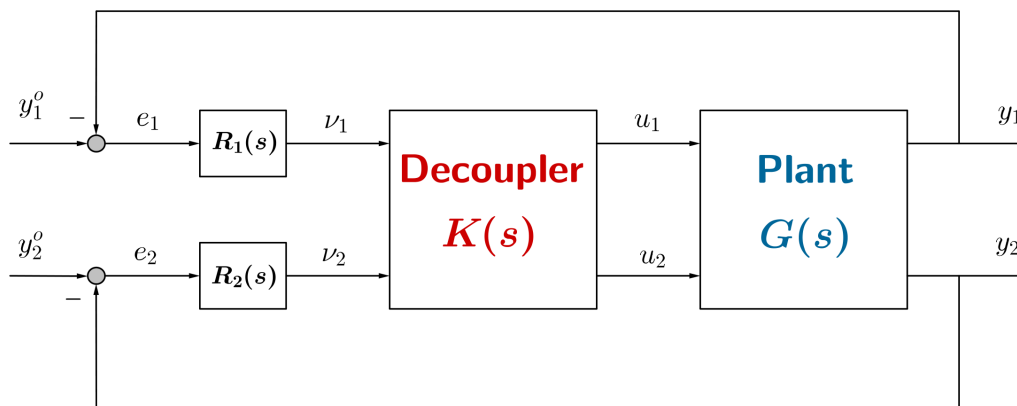 y₁ᵒ
−
e₁
R₁(s)
ν₁
Decoupler
K(s)
u₁
Plant
G(s)
y₁
y₂ᵒ
−
e₂
R₂(s)
ν₂
u₂
y₂